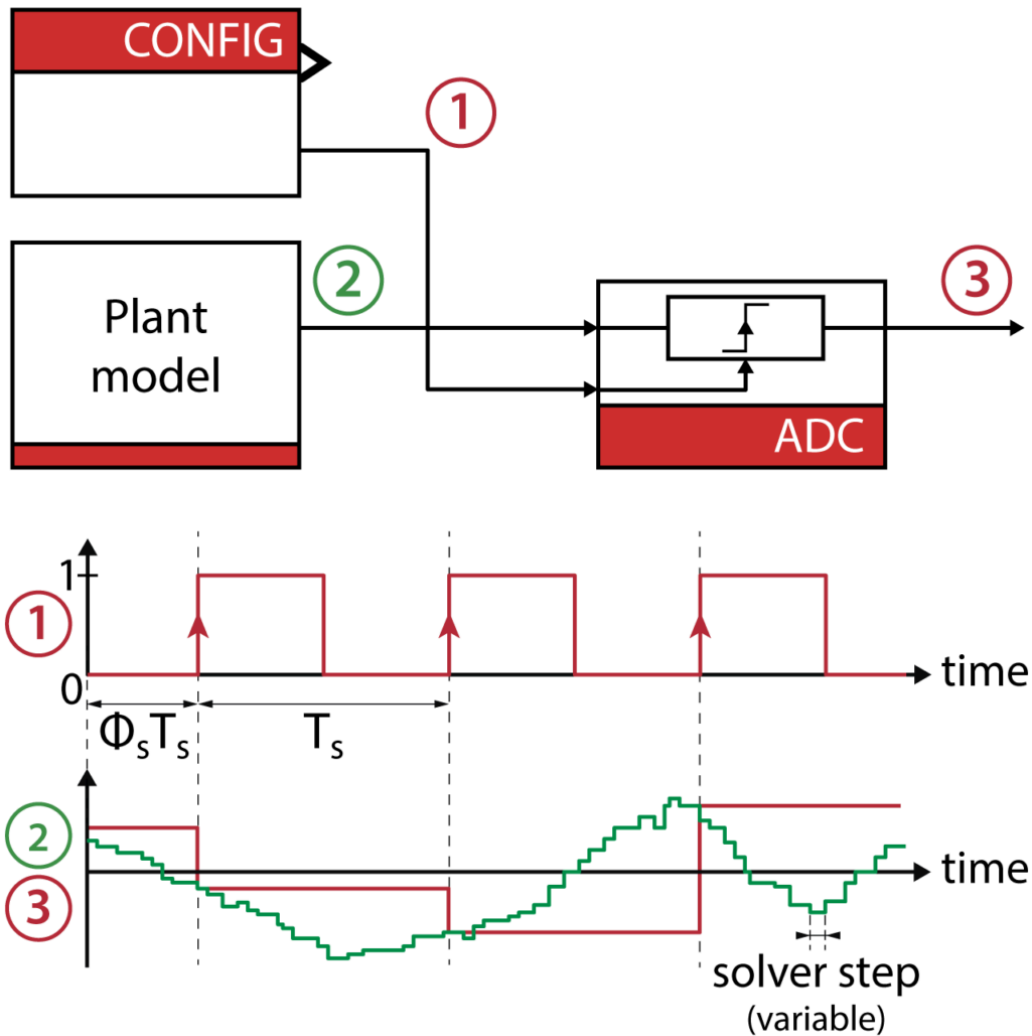 CONFIG
1
2
3
Plant
model
ADC
1
1
0
time
ΦsTs
Ts
2
3
time
solver step
(variable)